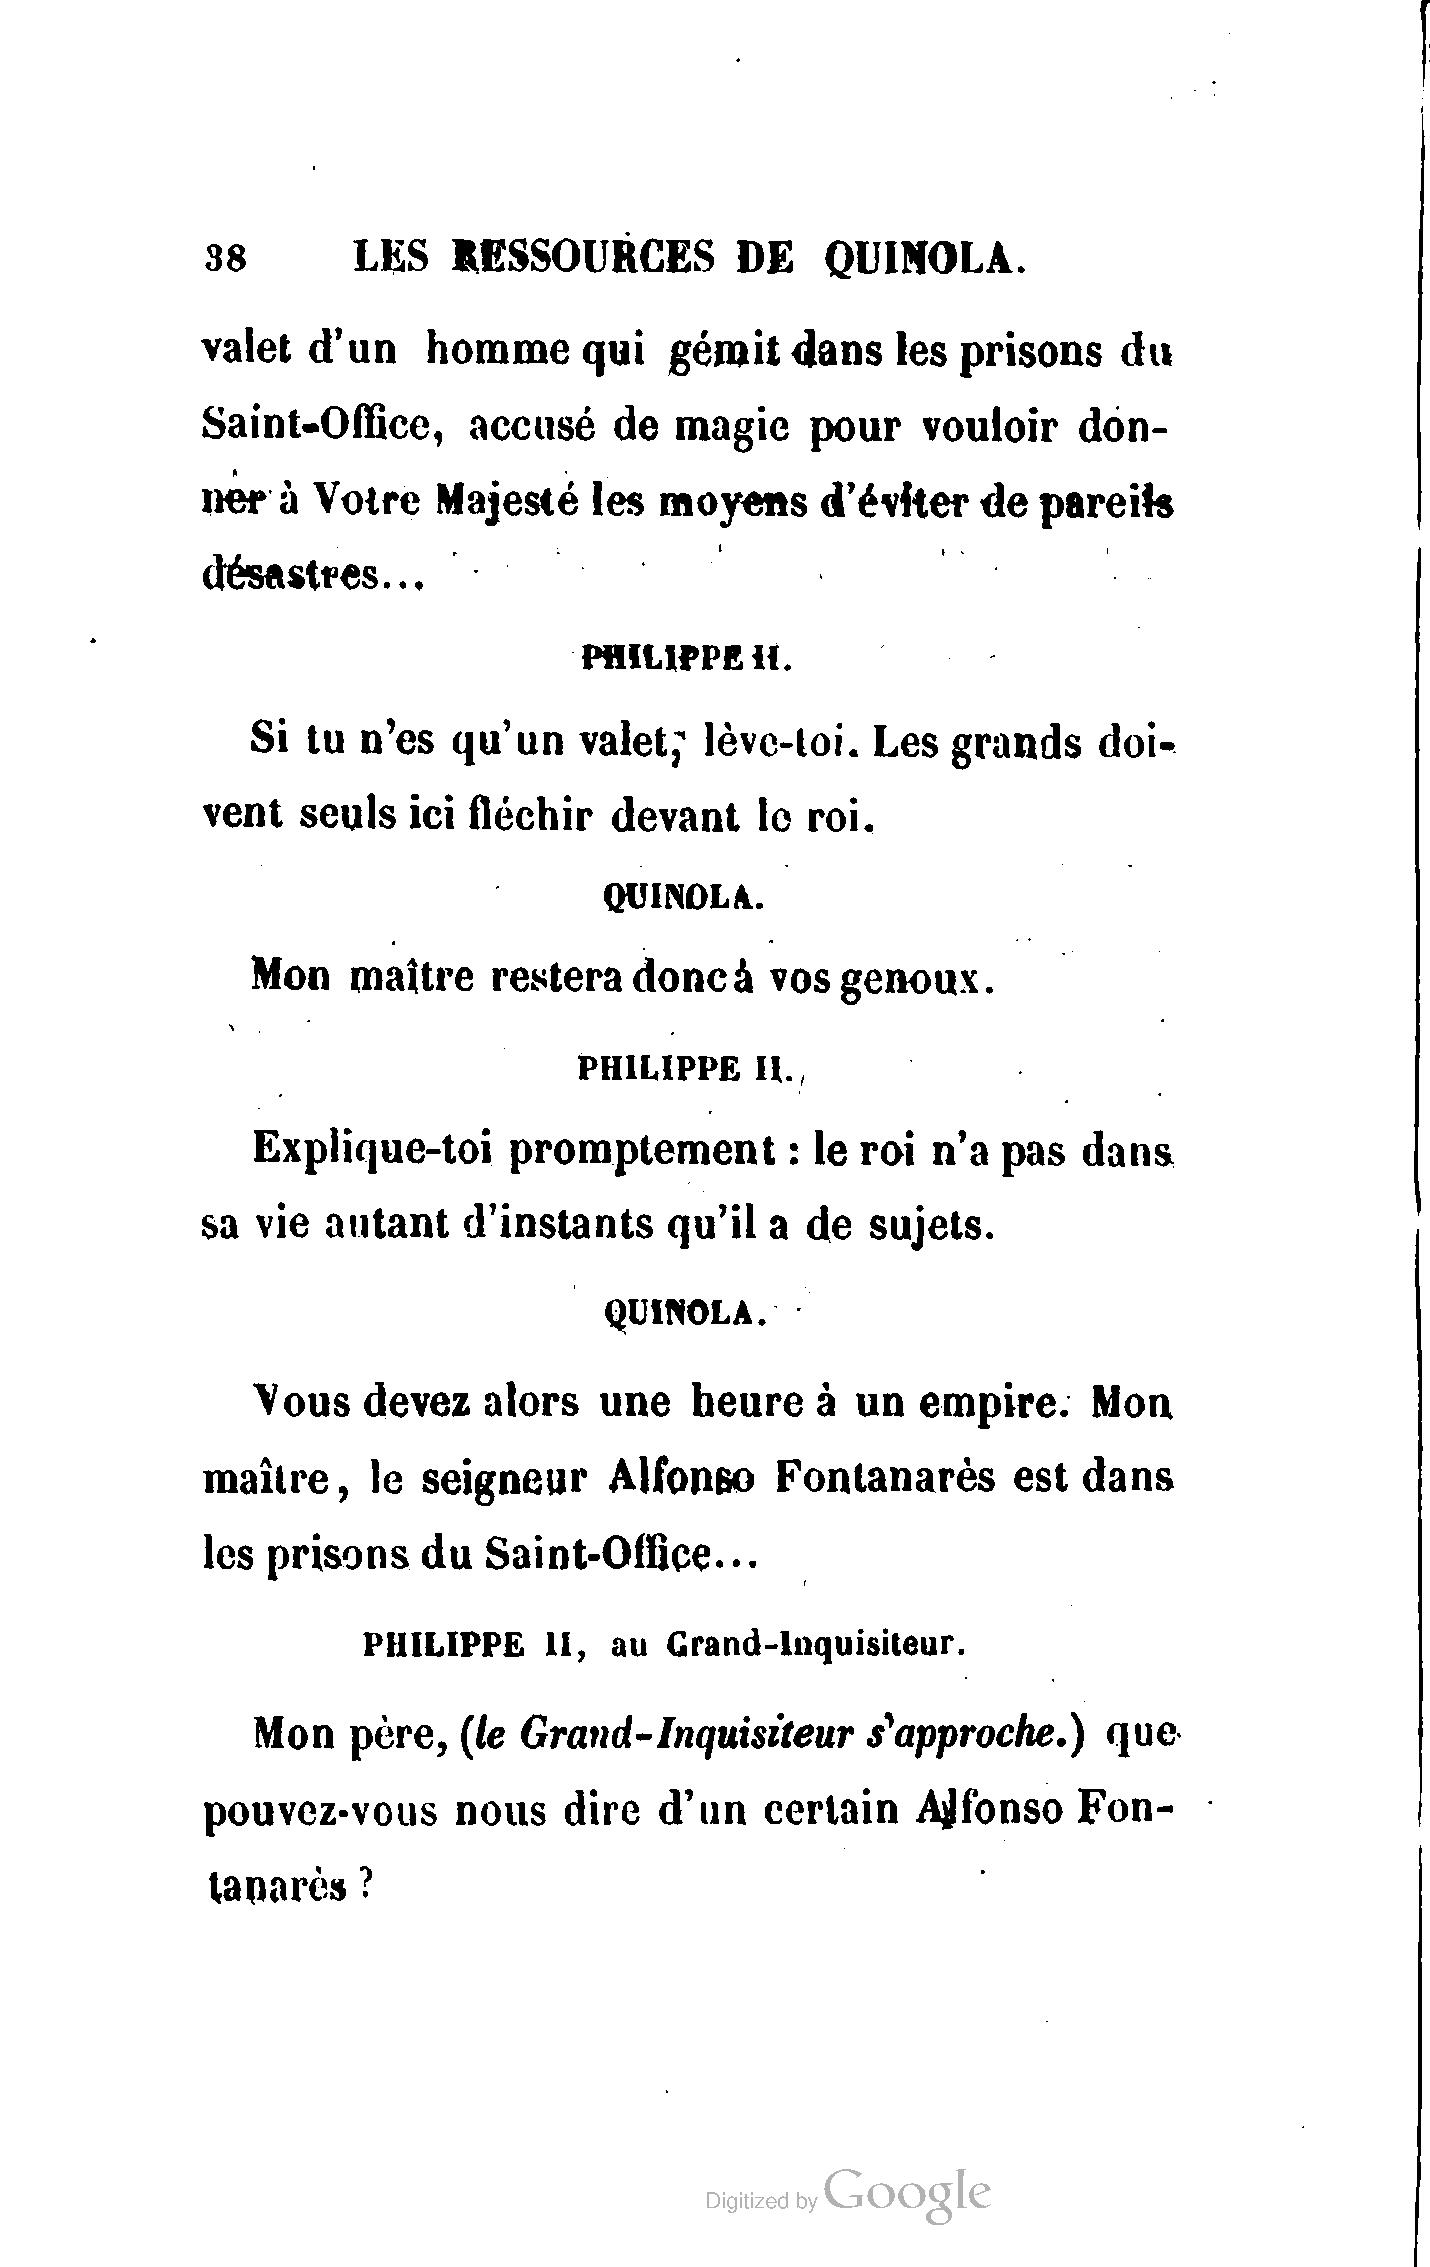 38 LES RESSOURCES DE QUINOLA.
valet d'un homme qui gémit dans les prisons du
Saint-Office, accusé de magie pour vouloir don-
ner à Votre Majesté les moyens d'éviter de pareils
désastres...
PHILIPPE II.
Si tu n'es qu'un valet, lève-toi. Les grands doi-
vent seuls ici fléchir devant le roi.
QUINOLA.
Mon maître restera donc à vos genoux.
PHILIPPE II.
Explique-toi promptement : le roi n'a pas dans
sa vie autant d'instants qu'il a de sujets.
QUINOLA.
Vous devez alors une heure à un empire. Mon
maître, le seigneur Alfonso Fontanarès est dans
les prisons du Saint-Office...
PHILIPPE II, au Grand-Inquisiteur.
Mon père, (le Grand-Inquisiteur s'approche.) que
pouvez-vous nous dire d'un certain Alfonso Fon-
tanarès ?
Digitized by Google